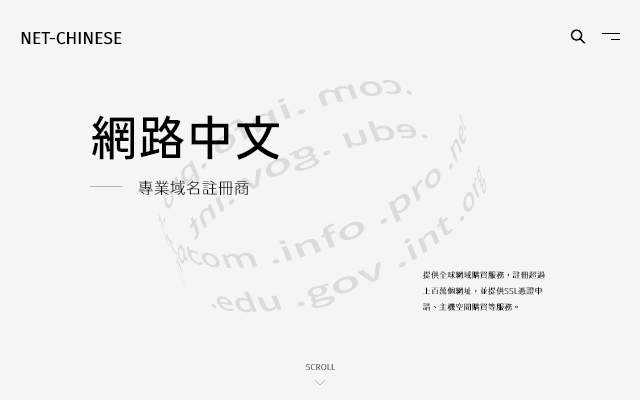 NET-CHINESE
網路中文
專業域名註冊商
.com .info .pro .net
.edu .gov .int .org
提供全球網域購買服務，註冊超過
上百萬個網址，並提供SSL憑證申
請、主機空間購買等服務。
SCROLL